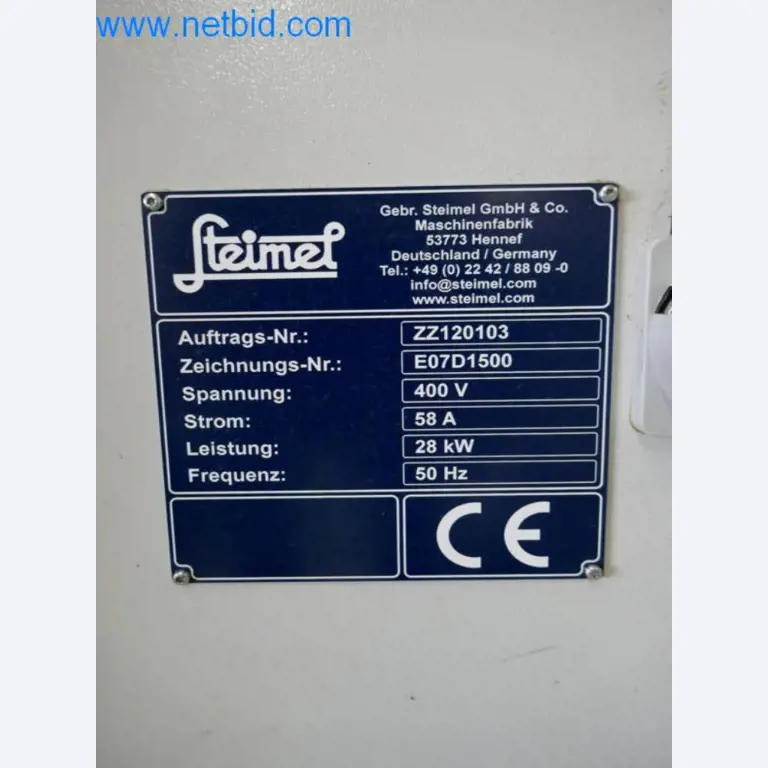 www.netbid.com
Steimel
Gebr. Steimel GmbH & Co.
Maschinenfabrik
53773 Hennef
Deutschland / Germany
Tel.: +49 (0) 22 42 / 88 09 -0
info@steimel.com
www.steimel.com
Auftrags-Nr.: ZZ120103
Zeichnungs-Nr.: E07D1500
Spannung: 400 V
Strom: 58 A
Leistung: 28 kW
Frequenz: 50 Hz
CE